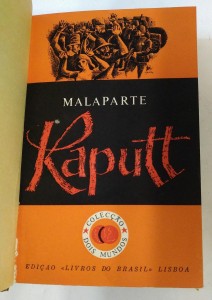 MALAPARTE
Kaputt
COLECÇÃO
DOIS MUNDOS
EDIÇÃO «LIVROS DO BRASIL» LISBOA